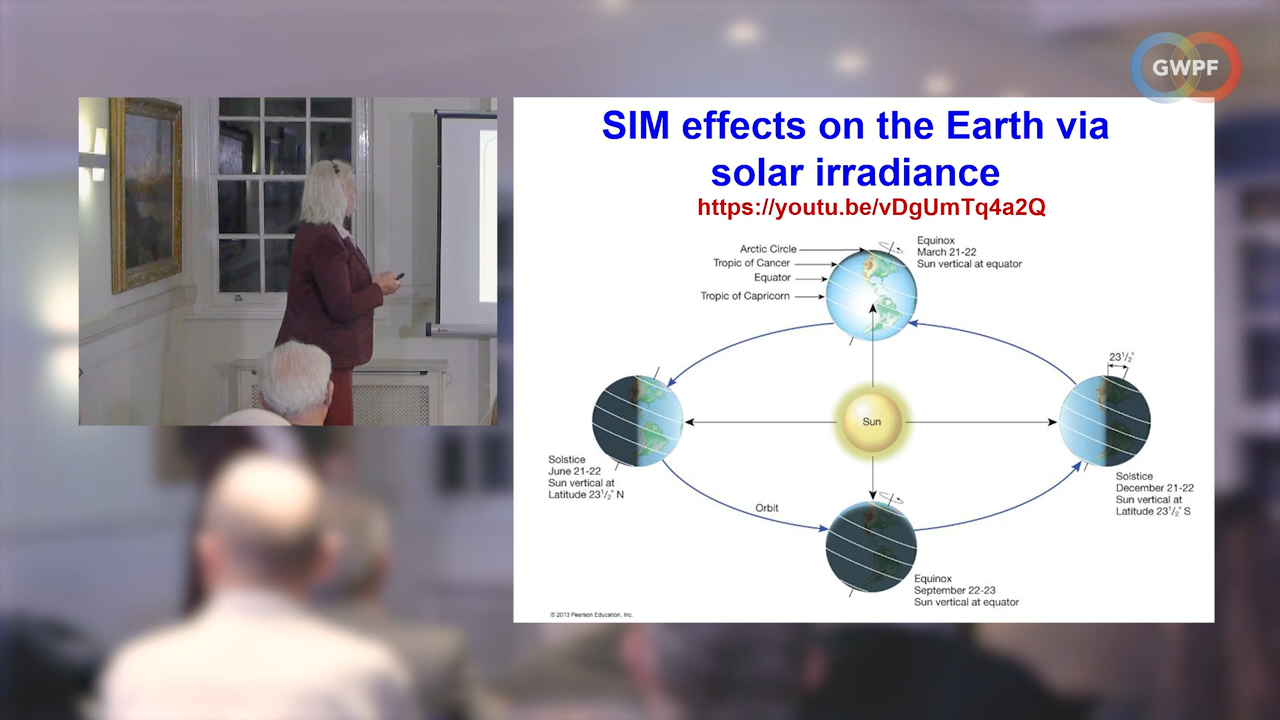 GWPF
SIM effects on the Earth via
solar irradiance
https://youtu.be/vDgUmTq4a2Q
Arctic Circle
Tropic of Cancer
Equator
Tropic of Capricorn
Equinox
March 21-22
Sun vertical at equator
23½°
Sun
Solstice
June 21-22
Sun vertical at
Latitude 23½° N
Solstice
December 21-22
Sun vertical at
Latitude 23½° S
Orbit
Equinox
September 22-23
Sun vertical at equator
© 2013 Pearson Education, Inc.